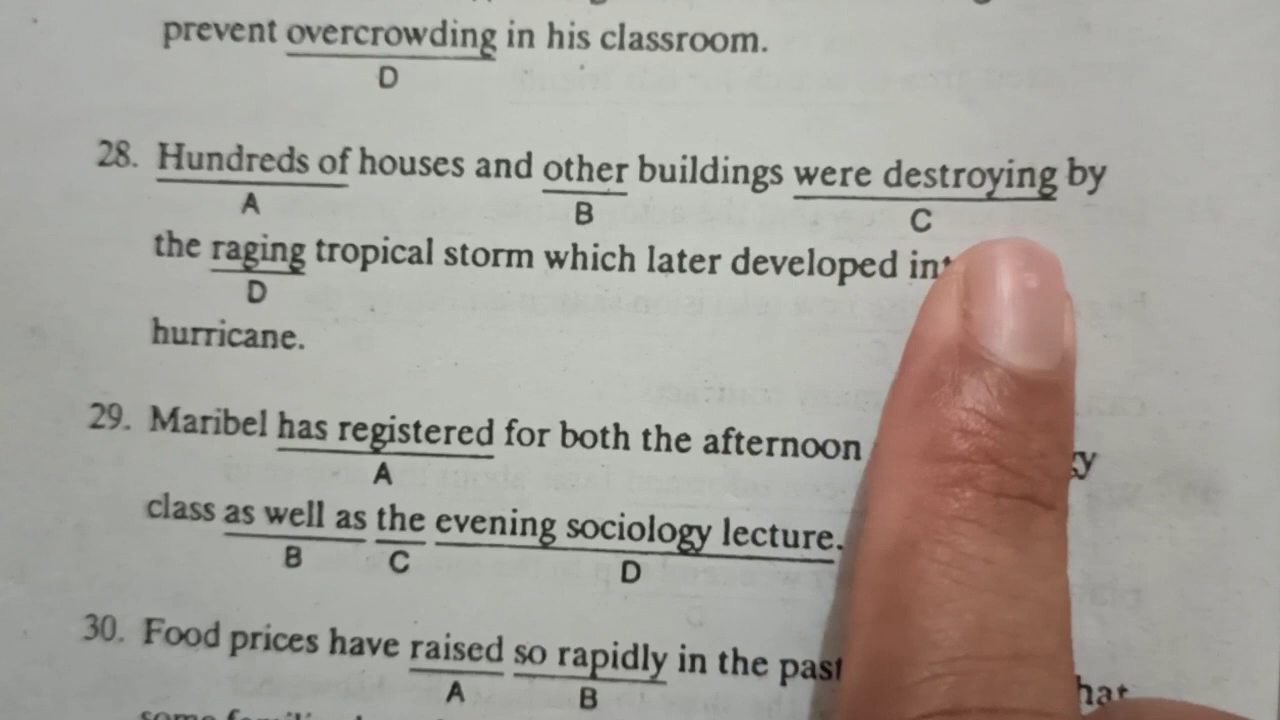 prevent overcrowding in his classroom.
D
28. Hundreds of houses and other buildings were destroying by
A B C
the raging tropical storm which later developed
D
hurricane.
29. Maribel has registered for both the afternoon
A
class as well as the evening sociology lecture.
B C D
30. Food prices have raised so rapidly in the past
A B
some